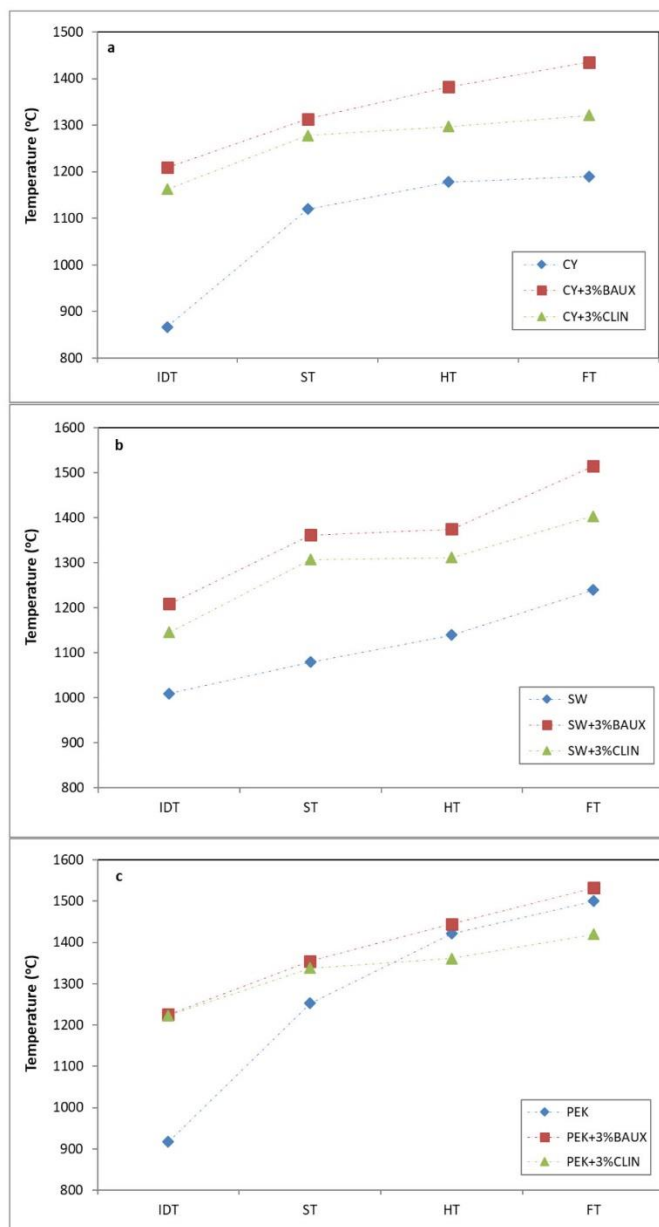 a
Temperature (ºC)
1500
1400
1300
1200
1100
1000
900
800
IDT ST HT FT
CY
CY+3%BAUX
CY+3%CLIN
b
Temperature (ºC)
1600
1500
1400
1300
1200
1100
1000
900
800
IDT ST HT FT
SW
SW+3%BAUX
SW+3%CLIN
c
Temperature (ºC)
1600
1500
1400
1300
1200
1100
1000
900
800
IDT ST HT FT
PEK
PEK+3%BAUX
PEK+3%CLIN